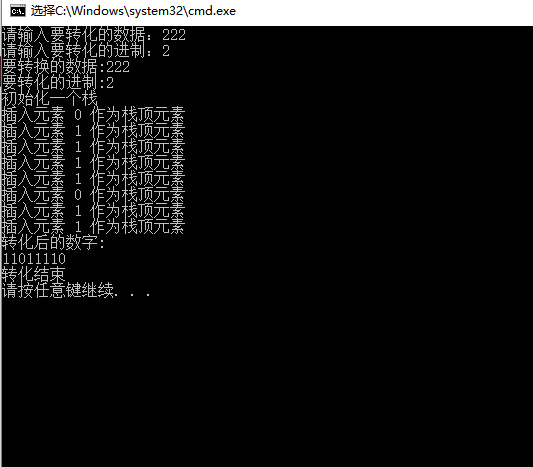 选择C:\Windows\system32\cmd.exe
请输入要转化的数据：222
请输入要转化的进制：2
要转换的数据:222
要转化的进制:2
初始化一个栈
插入元素 0 作为栈顶元素
插入元素 1 作为栈顶元素
插入元素 1 作为栈顶元素
插入元素 1 作为栈顶元素
插入元素 1 作为栈顶元素
插入元素 0 作为栈顶元素
插入元素 1 作为栈顶元素
插入元素 1 作为栈顶元素
转化后的数字:
11011110
转化结束
请按任意键继续. . .